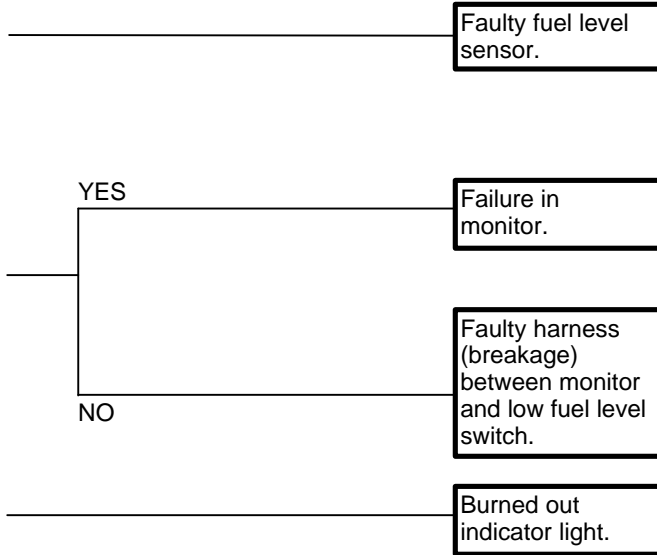 Faulty fuel level
sensor.
YES
Failure in
monitor.
Faulty harness
(breakage)
between monitor
and low fuel level
switch.
NO
Burned out
indicator light.